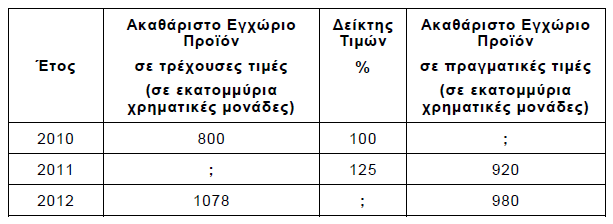 Έτος
Ακαθάριστο Εγχώριο
Προϊόν
σε τρέχουσες τιμές
(σε εκατομμύρια
χρηματικές μονάδες)
Δείκτης
Τιμών
%
Ακαθάριστο Εγχώριο
Προϊόν
σε πραγματικές τιμές
(σε εκατομμύρια
χρηματικές μονάδες)
2010 800 100 ;
2011 ; 125 920
2012 1078 ; 980